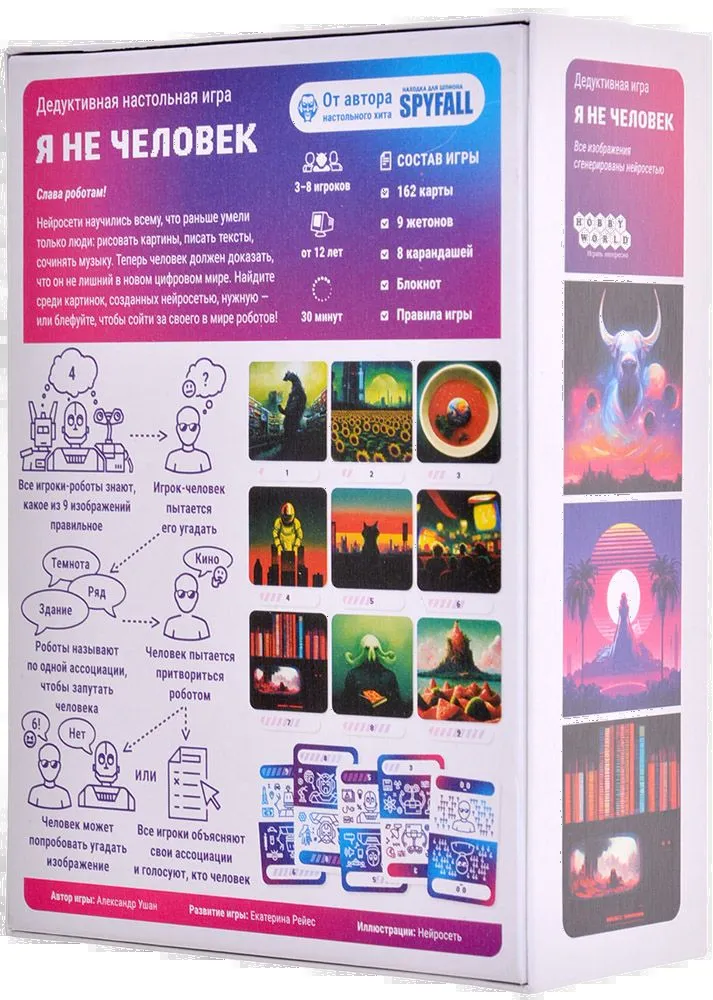 Дедуктивная настольная игра
Я НЕ ЧЕЛОВЕК
От автора
настольного хита
НАХОДКА ДЛЯ ШПИОНА
SPYFALL
Слава роботам!
Нейросети научились всему, что раньше умели
только люди: рисовать картины, писать тексты,
сочинять музыку. Теперь человек должен доказать,
что он не лишний в новом цифровом мире. Найдите
среди картинок, созданных нейросетью, нужную —
или блефуйте, чтобы сойти за своего в мире роботов!
3–8 игроков
от 12 лет
30 минут
СОСТАВ ИГРЫ
162 карты
9 жетонов
8 карандашей
Блокнот
Правила игры
4
?
Все игроки-роботы знают,
какое из 9 изображений
правильное
Игрок-человек
пытается
его угадать
Темнота
Ряд
Здание
Кино
Роботы называют
по одной ассоциации,
чтобы запутать
человека
Человек пытается
притвориться
роботом
6!
Нет
ИЛИ
Человек может
попробовать угадать
изображение
Все игроки объясняют
свои ассоциации
и голосуют, кто человек
1
2
3
4
5
6
7
8
9
Автор игры: Александр Ушан
Развитие игры: Екатерина Рейес
Иллюстрации: Нейросеть
Дедуктивная игра
Я НЕ ЧЕЛОВЕК
Все изображения
сгенерированы нейросетью
HOBBY
WORLD
Играть интересно